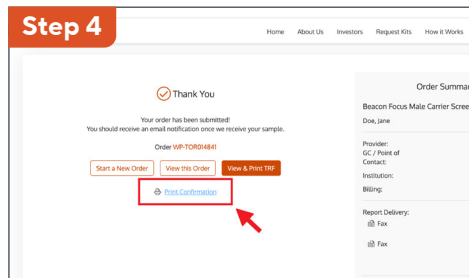 Step 4
Home About Us Investors Request Kits How it Works
Thank You
Your order has been submitted!
You should receive an email notification once we receive your sample.
Order WP-TOR014841
Start a New Order View this Order View & Print TRF
Print Confirmation
Order Summa
Beacon Focus Male Carrier Scree
Doe, Jane
Provider:
GC / Point of
Contact:
Institution:
Billing:
Report Delivery:
Fax
Fax